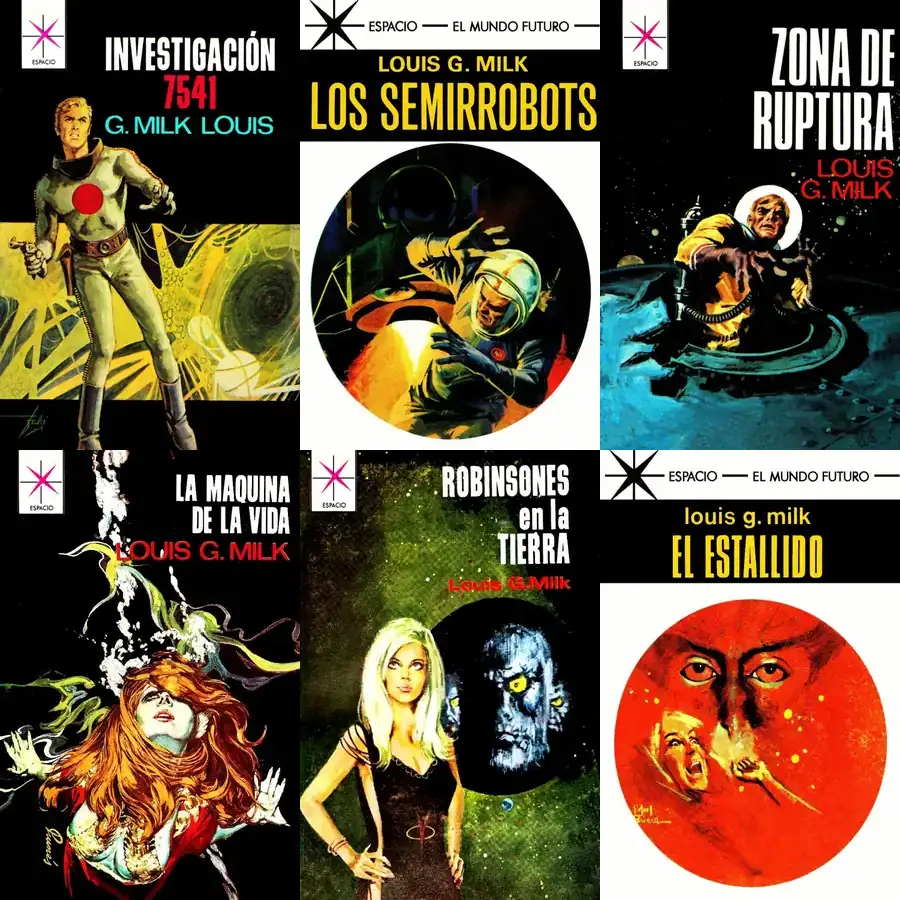 ESPACIO
INVESTIGACIÓN
7541
G. MILK LOUIS
ESPACIO — EL MUNDO FUTURO
LOUIS G. MILK
LOS SEMIRROBOTS
ESPACIO
ZONA DE
RUPTURA
LOUIS
G. MILK
ESPACIO
LA MAQUINA
DE LA VIDA
LOUIS G. MILK
ESPACIO
ROBINSONES
en la
TIERRA
Louis G.Milk
ESPACIO — EL MUNDO FUTURO
louis g. milk
EL ESTALLIDO